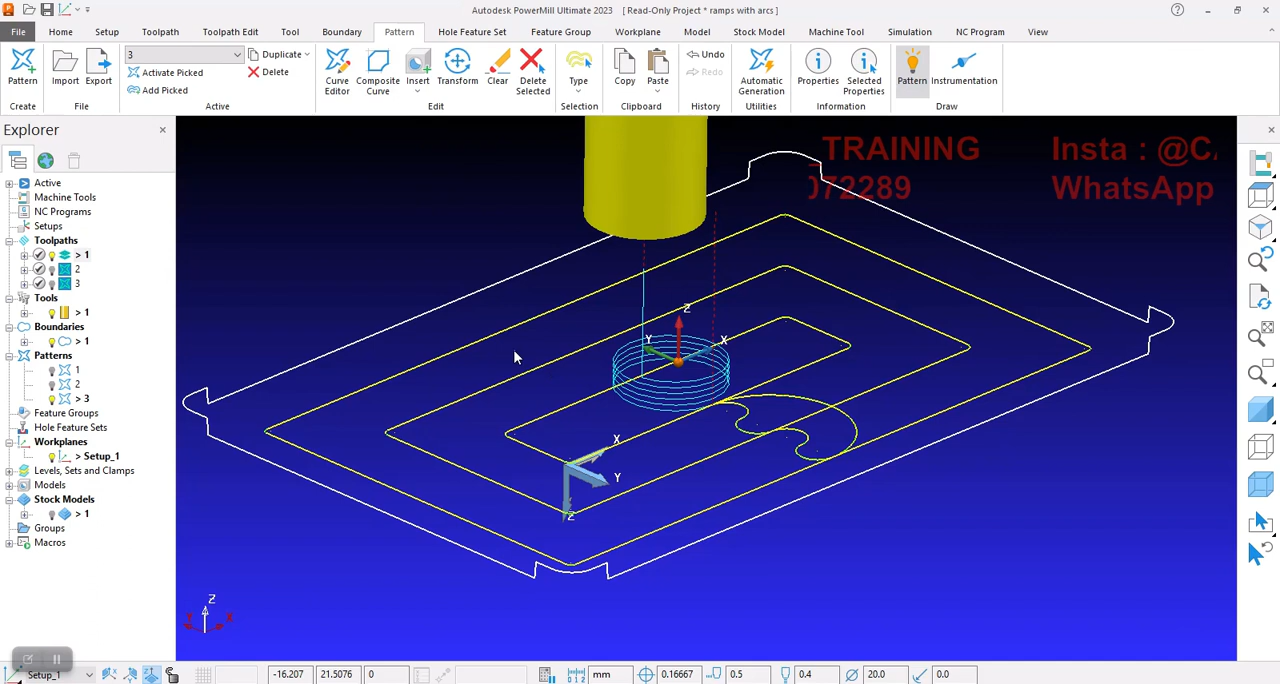 Autodesk PowerMill Ultimate 2023 [ Read-Only Project * ramps with arcs ]
File Home Setup Toolpath Toolpath Edit Tool Boundary Pattern Hole Feature Set Feature Group Workplane Model Stock Model Machine Tool Simulation NC Program View
3
Duplicate
Activate Picked
Delete
Add Picked
Undo
Redo
Pattern Import Export Curve Editor Composite Curve Insert Transform Clear Delete Selected Type Copy Paste Automatic Generation Properties Selected Properties Pattern Instrumentation
Create File Active Edit Selection Clipboard History Utilities Information Draw
Explorer
Active
Machine Tools
NC Programs
Setups
Toolpaths
> 1
2
3
Tools
> 1
Boundaries
> 1
Patterns
1
2
> 3
Feature Groups
Hole Feature Sets
Workplanes
> Setup_1
Levels, Sets and Clamps
Models
Stock Models
> 1
Groups
Macros
_TRAINING
072289
Insta : @CA
WhatsApp
Z
Y
X
X
Y
Z
Z
Y
X
Setup_1 -16.207 21.5076 0 mm 0.16667 0.5 0.4 20.0 0.0